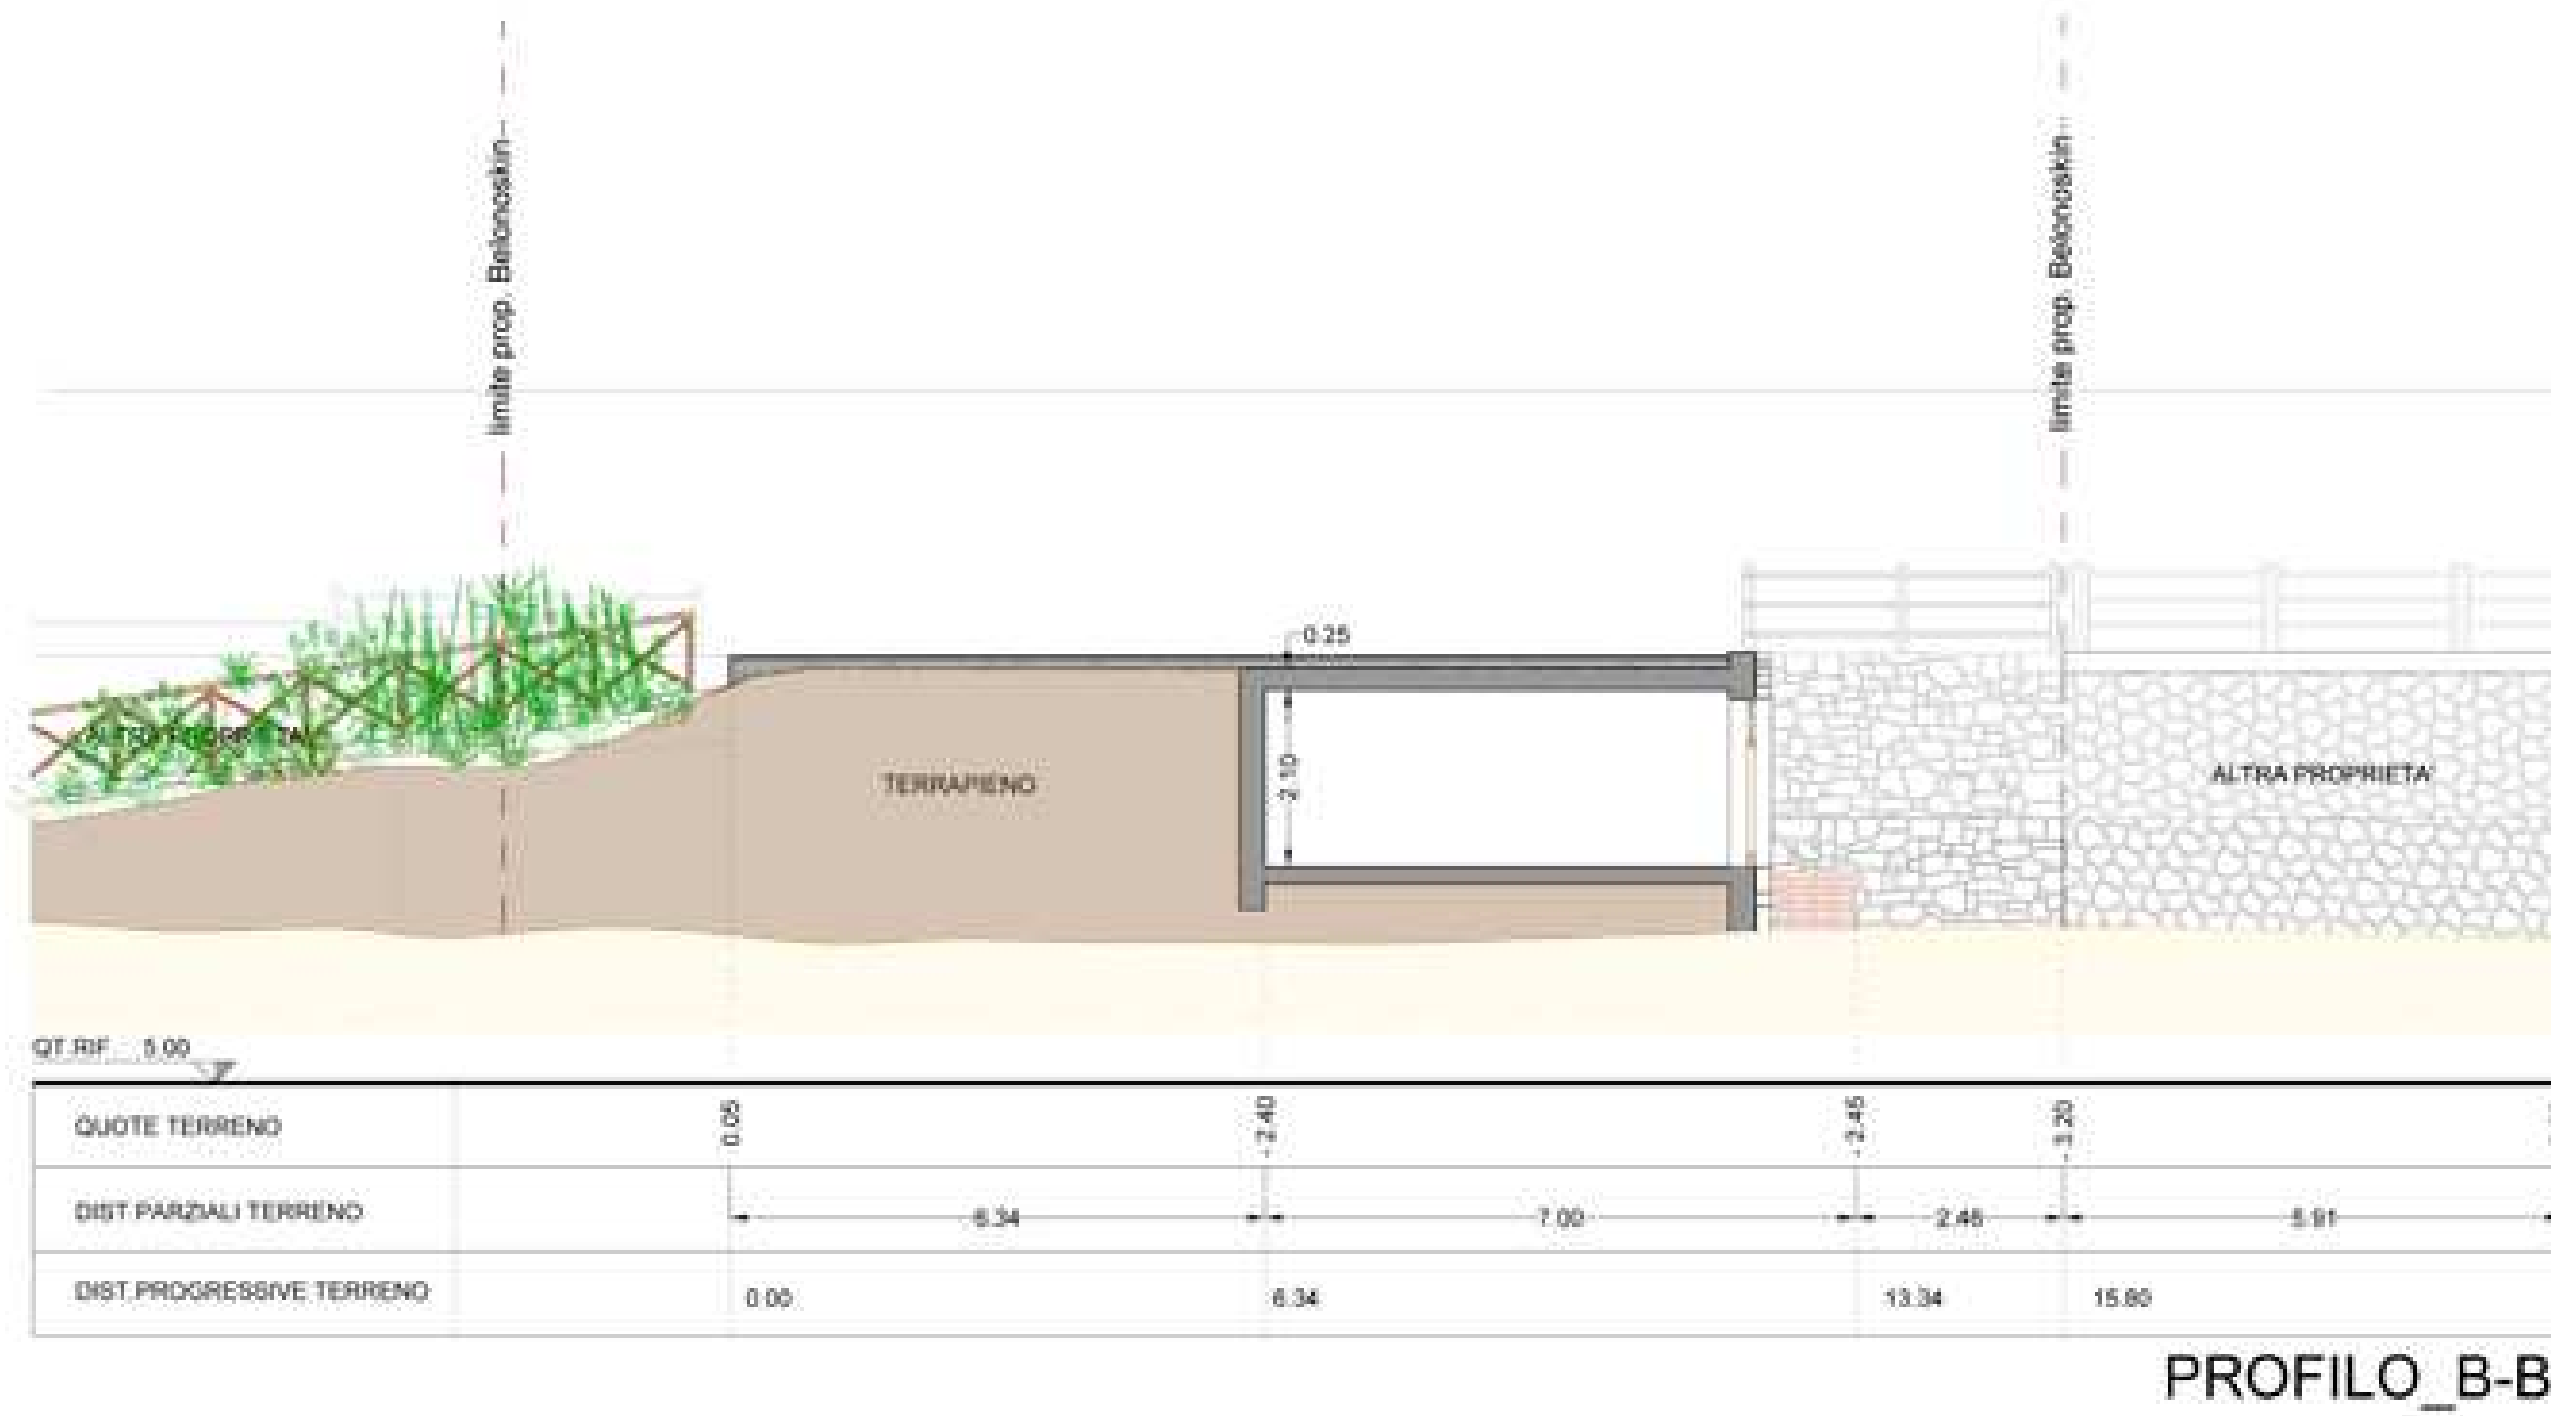 limite prop. Belonoskin
limite prop. Belonoskin
0.25
ALTRA PROPRIETA'
TERRAPIENO
2.10
ALTRA PROPRIETA'
QT.RIF. 5.00
QUOTE TERRENO 0.05 -2.40 -2.45 -3.20
DIST.PARZIALI TERRENO 6.34 7.00 2.46 5.91
DIST.PROGRESSIVE TERRENO 0.00 6.34 13.34 15.80
PROFILO_B-B